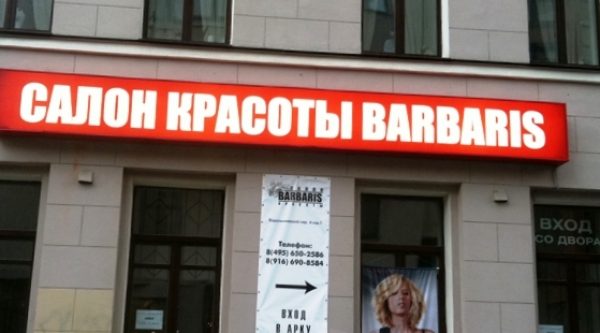 САЛОН КРАСОТЫ BARBARIS
BARBARIS
Телефон:
8(495) 650-2586
8(916) 690-8584
ВХОД
В АРКУ
ВХОД
СО ДВОРА